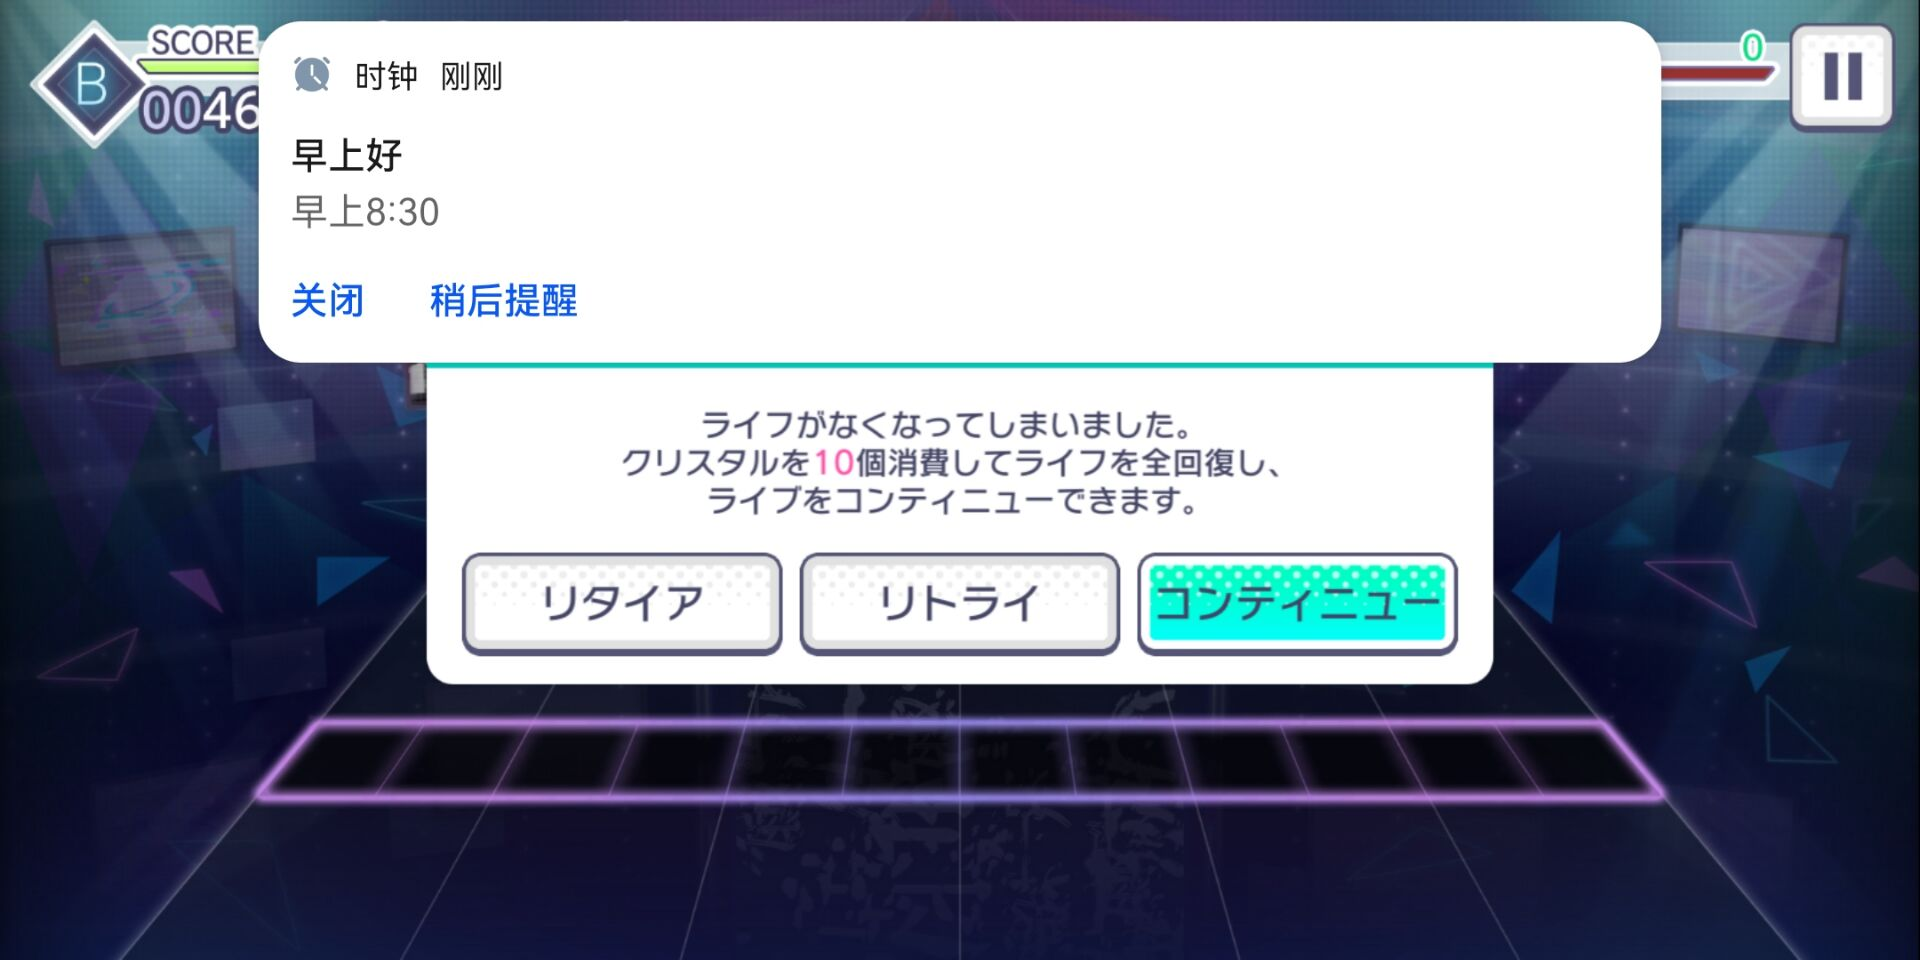 B
SCORE
0046
0
时钟 刚刚
早上好
早上8:30
关闭 稍后提醒
ライフがなくなってしまいました。
クリスタルを10個消費してライフを全回復し、
ライブをコンティニューできます。
リタイア リトライ コンティニュー